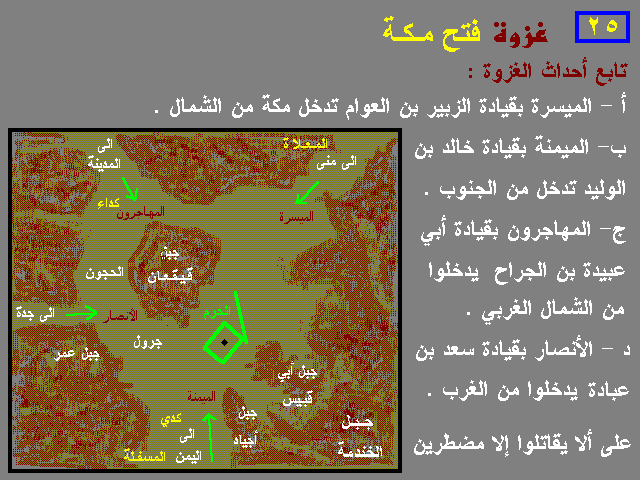 ٢٥
غزوة فتح مكة
تابع أحداث الغزوة :
أ - الميسرة بقيادة الزبير بن العوام تدخل مكة من الشمال .
ب- الميمنة بقيادة خالد بن
الوليد تدخل من الجنوب .
ج- المهاجرون بقيادة أبي
عبيدة بن الجراح يدخلوا
من الشمال الغربي .
د - الأنصار بقيادة سعد بن
عبادة يدخلوا من الغرب .
على ألا يقاتلوا إلا مضطرين
المعلاة
الى منى
الى
المدينة
كداء
المهاجرون
الميسرة
جبل
قيقعان
الحجون
الحرم
الى جدة
الأنصار
جرول
جبل عمر
جبل أبي
قبيس
الميمنة
كدي
الى
اليمن
المسفلة
جبل
أجياد
جبل
الخندمة